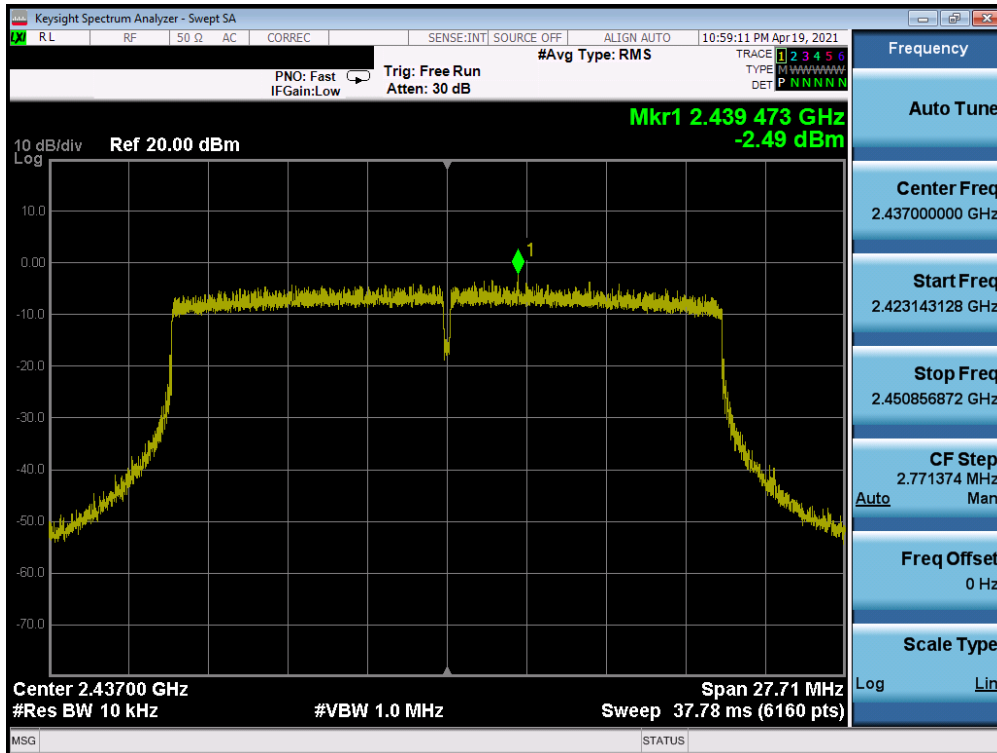 Keysight Spectrum Analyzer - Swept SA
LXI RL RF 50 Ω AC CORREC SENSE:INT SOURCE OFF ALIGN AUTO 10:59:11 PM Apr 19, 2021
PNO: Fast
IFGain:Low
Trig: Free Run
Atten: 30 dB
#Avg Type: RMS
TRACE 1 2 3 4 5 6
TYPE M W W W W W
DET P N N N N N
Mkr1 2.439 473 GHz
-2.49 dBm
10 dB/div Ref 20.00 dBm
Log
10.0
0.00
-10.0
-20.0
-30.0
-40.0
-50.0
-60.0
-70.0
1
Center 2.43700 GHz Span 27.71 MHz
#Res BW 10 kHz #VBW 1.0 MHz Sweep 37.78 ms (6160 pts)
MSG STATUS
Frequency
Auto Tune
Center Freq
2.437000000 GHz
Start Freq
2.423143128 GHz
Stop Freq
2.450856872 GHz
CF Step
2.771374 MHz
Auto Man
Freq Offset
0 Hz
Scale Type
Log Lin